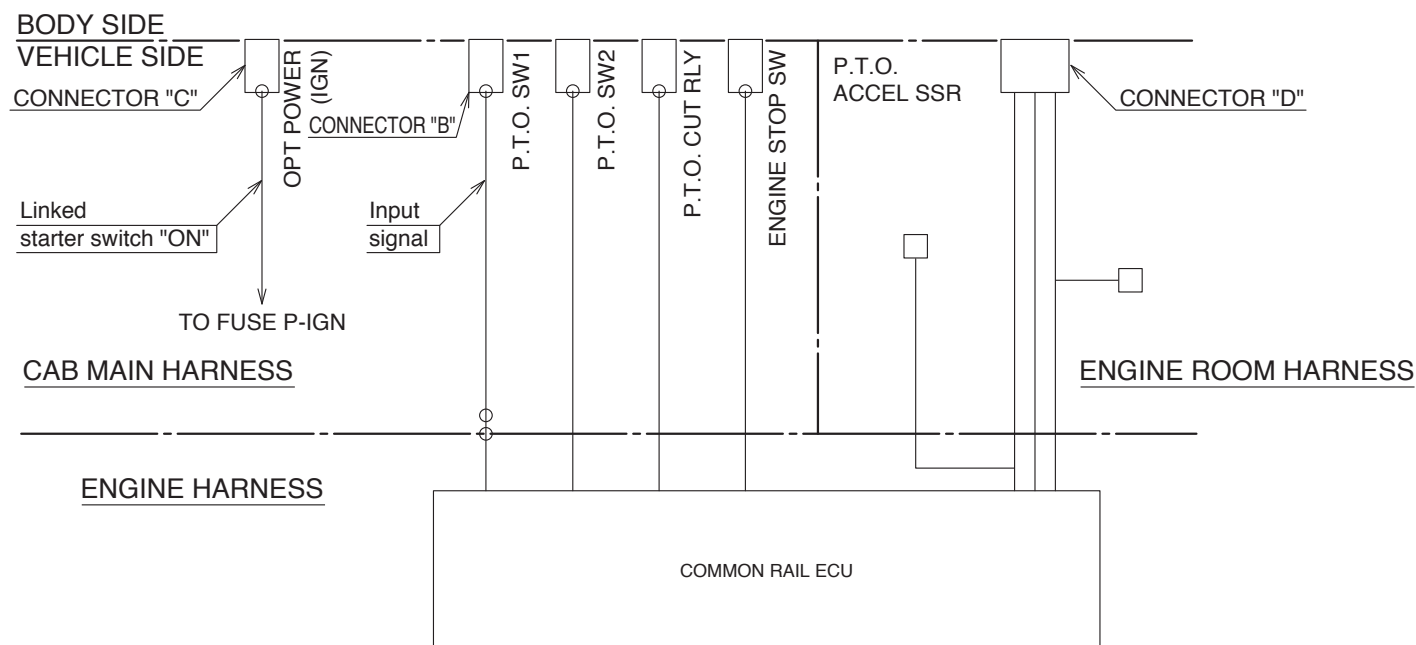 BODY SIDE
VEHICLE SIDE
CONNECTOR "C"
OPT POWER
(IGN)
CONNECTOR "B"
P.T.O. SW1
P.T.O. SW2
P.T.O. CUT RLY
ENGINE STOP SW
P.T.O.
ACCEL SSR
CONNECTOR "D"
Linked
starter switch "ON"
Input
signal
TO FUSE P-IGN
CAB MAIN HARNESS
ENGINE ROOM HARNESS
ENGINE HARNESS
COMMON RAIL ECU